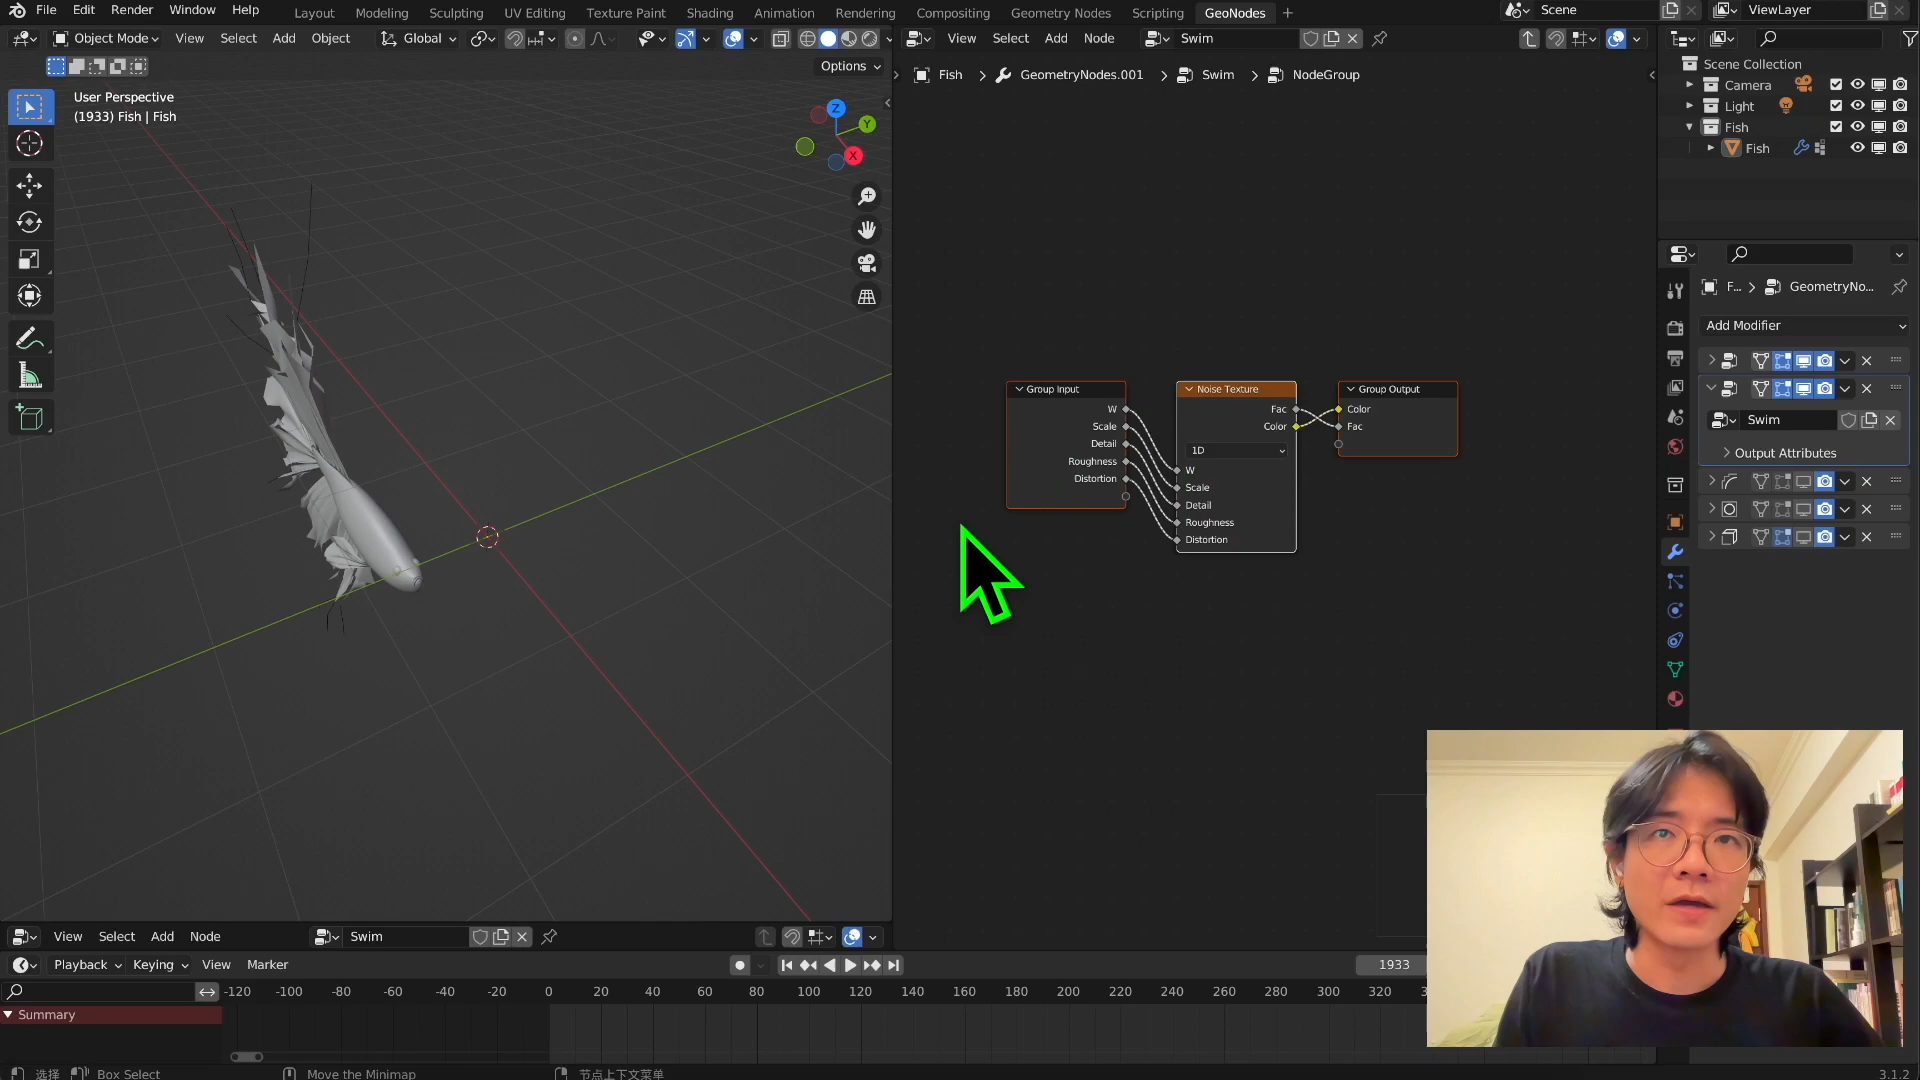 File Edit Render Window Help Layout Modeling Sculpting UV Editing Texture Paint Shading Animation Rendering Compositing Geometry Nodes Scripting GeoNodes Scene ViewLayer
Object Mode View Select Add Object Global
Options
User Perspective
(1933) Fish | Fish
Z
Y
X
View Select Add Node Swim
Fish GeometryNodes.001 Swim NodeGroup
Group Input
W
Scale
Detail
Roughness
Distortion
Noise Texture
Fac
Color
1D
W
Scale
Detail
Roughness
Distortion
Group Output
Color
Fac
Scene Collection
Camera
Light
Fish
Fish
F... GeometryNo...
Add Modifier
Swim
Output Attributes
View Select Add Node Swim
Playback Keying View Marker 1933
-120 -100 -80 -60 -40 -20 0 20 40 60 80 100 120 140 160 180 200 220 240 260 280 300 320
Summary
选择 Box Select Move the Minimap 节点上下文菜单 3.1.2